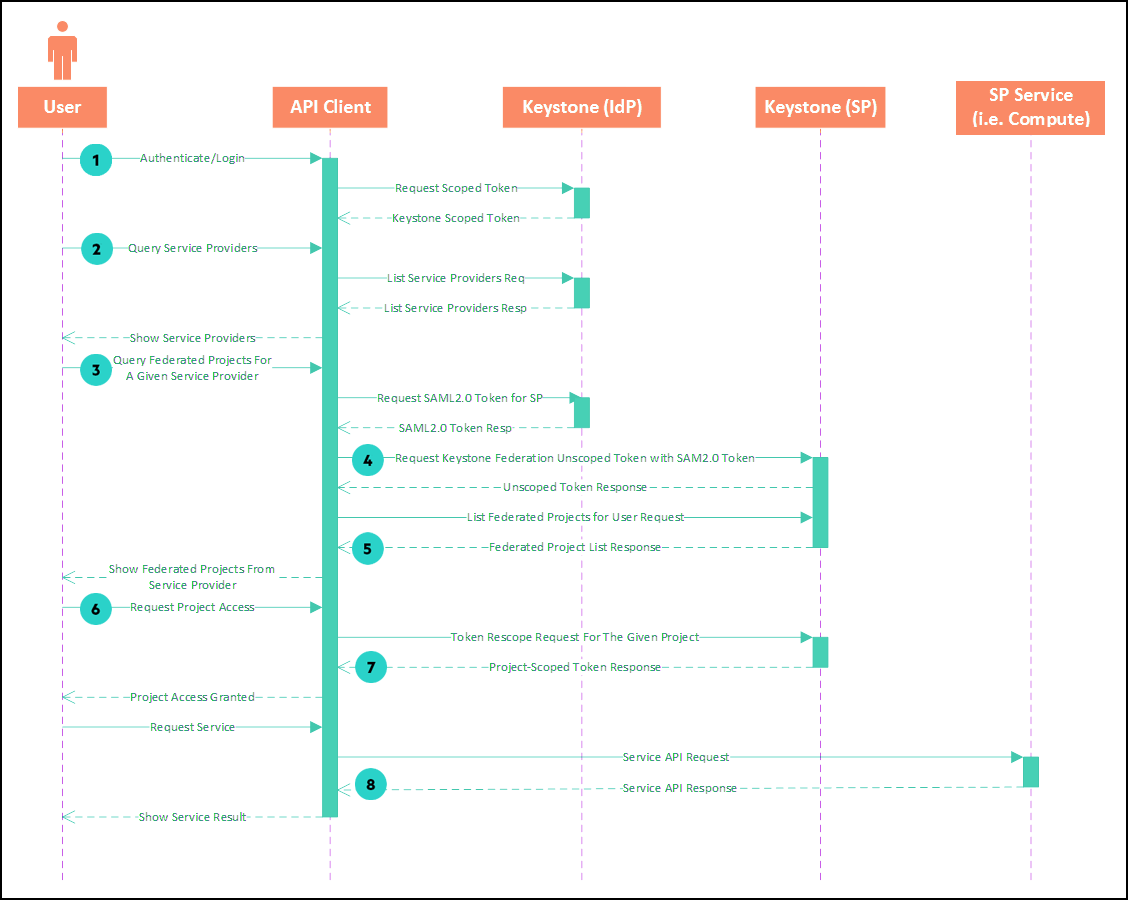 User
API Client
Keystone (IdP)
Keystone (SP)
SP Service
(i.e. Compute)
1
Authenticate/Login
Request Scoped Token
Keystone Scoped Token
2
Query Service Providers
List Service Providers Req
List Service Providers Resp
Show Service Providers
3
Query Federated Projects For
A Given Service Provider
Request SAML2.0 Token for SP
SAML2.0 Token Resp
4
Request Keystone Federation Unscoped Token with SAM2.0 Token
Unscoped Token Response
List Federated Projects for User Request
5
Federated Project List Response
Show Federated Projects From
Service Provider
6
Request Project Access
Token Rescope Request For The Given Project
7
Project-Scoped Token Response
Project Access Granted
Request Service
Service API Request
8
Service API Response
Show Service Result